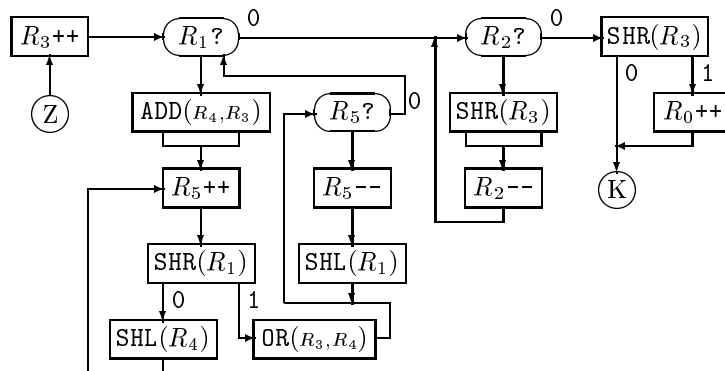 R₃++ R₁? 0 R₂? 0 SHR(R₃)
0 1
Z ADD(R₄,R₃) R₅? 0 SHR(R₃) R₀++
R₅++ R₅-- R₂-- K
SHR(R₁) SHL(R₁)
0 1
SHL(R₄) OR(R₃,R₄)